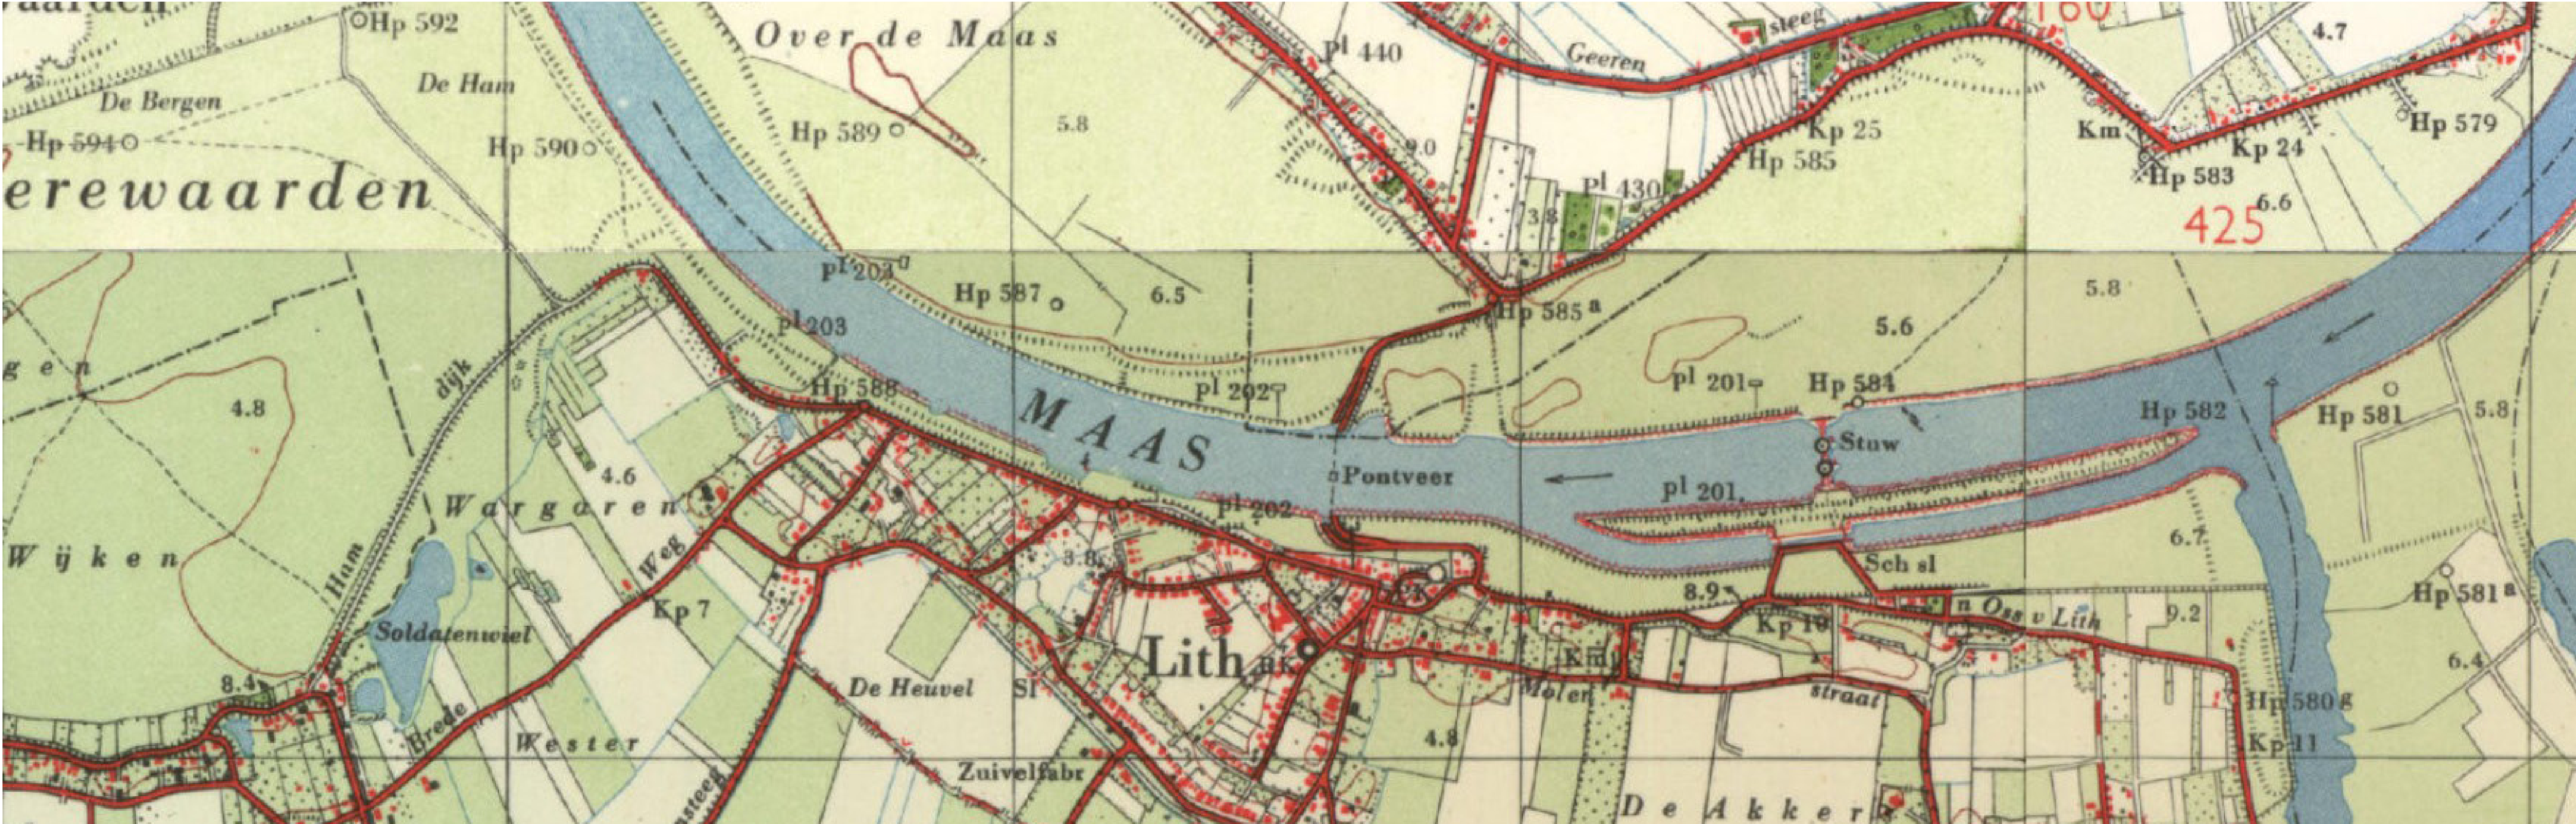 Hp 592
De Ham
De Bergen
Hp 594
Hp 590
erewaarden
Over de Maas
Hp 589
5.8
Pl 440
9.0
Geeren
steeg
160
4.7
Kp 25
Hp 585
Pl 430
3.8
Km
Kp 24
Hp 583
Hp 579
425
6.6
pl 203
pl 203
Hp 587
6.5
Hp 585 a
5.6
5.8
gen
4.8
dijk
Hp 588
pl 202
pl 201
Hp 584
Hp 582
Hp 581
5.8
MAAS
Stuw
Pontveer
pl 201.
pl 202
4.6
Wargaren
Wijken
Ham
Weg
Kp 7
3.8
Sch sl
6.7
8.9
Hp 581 a
Soldatenwiel
n Oss v Lith
Kp 10
9.2
Lith
Km
De Heuvel
Sl
Molen
straat
6.4
8.4
Brede
Wester
4.8
Hp 580 g
Kp 11
Zuivelfabr
nsteeg
De Akker